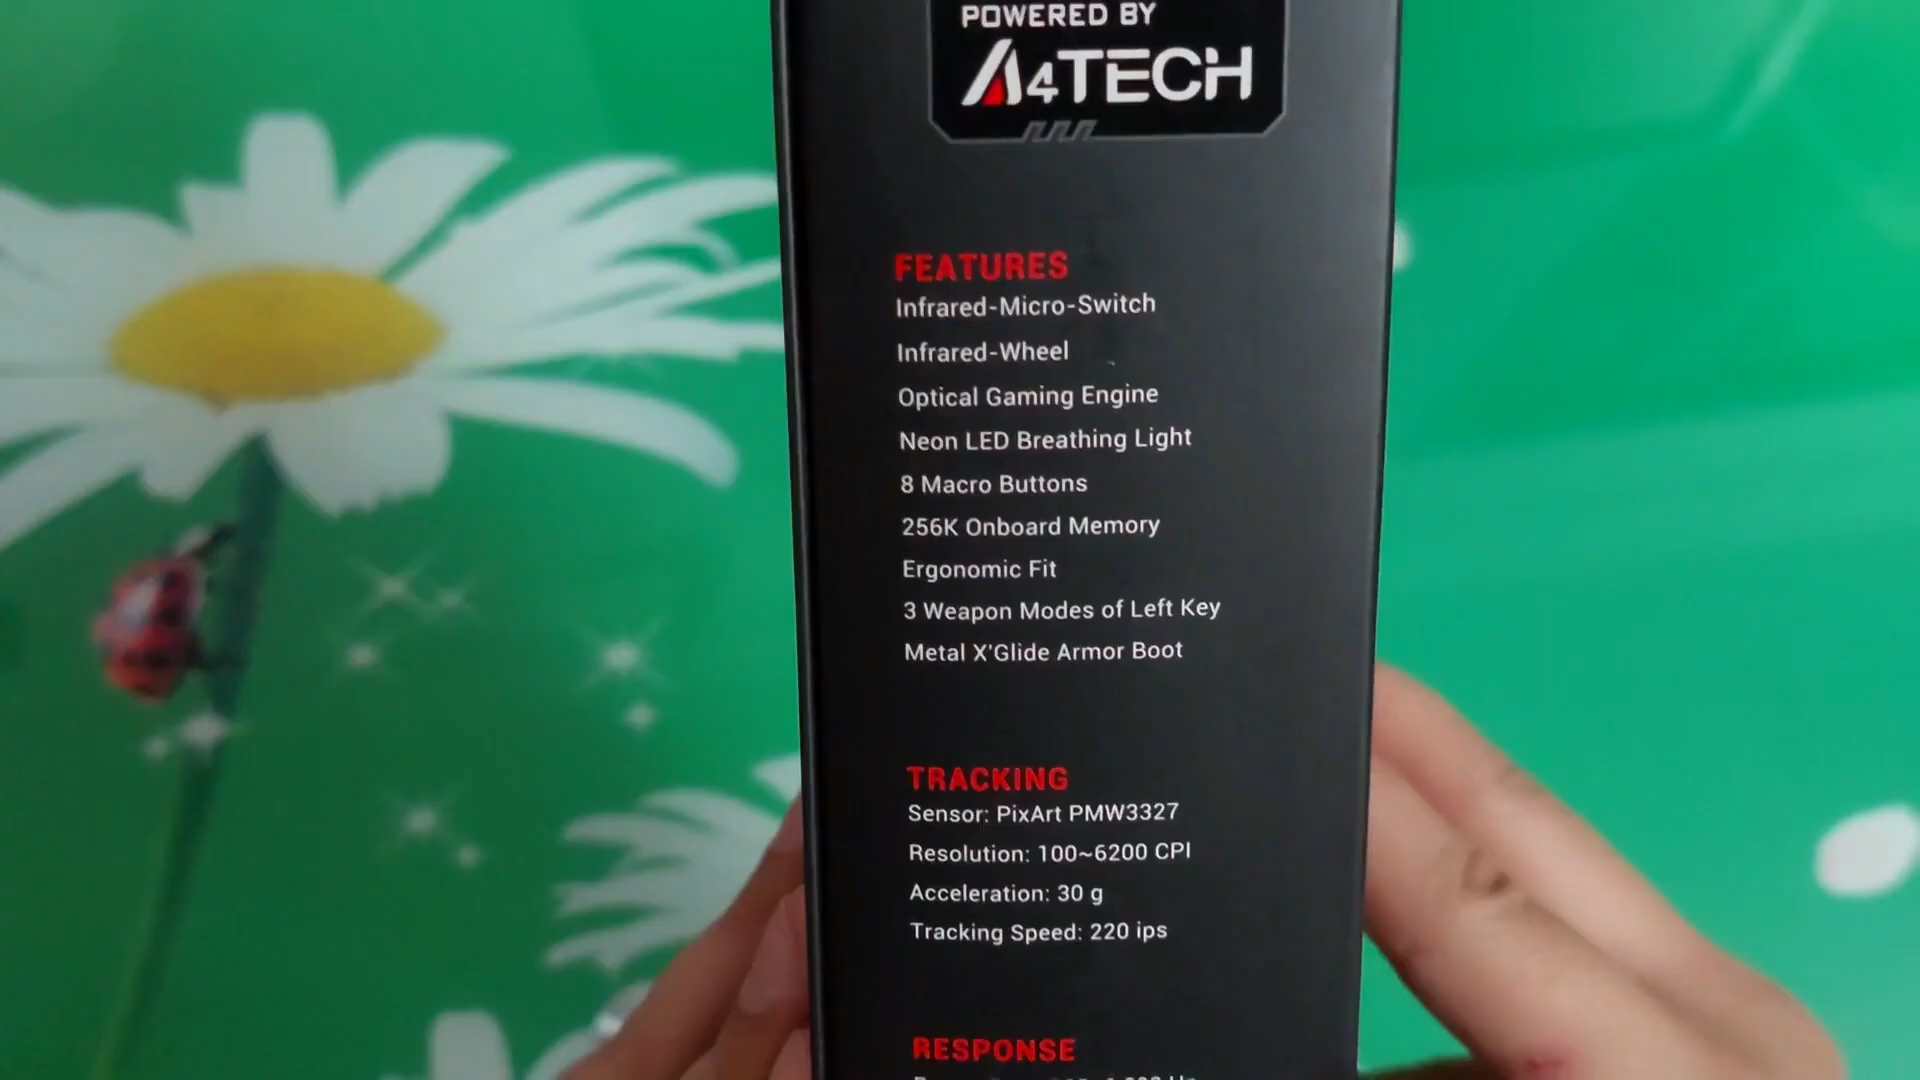 POWERED BY
A4TECH
FEATURES
Infrared-Micro-Switch
Infrared-Wheel
Optical Gaming Engine
Neon LED Breathing Light
8 Macro Buttons
256K Onboard Memory
Ergonomic Fit
3 Weapon Modes of Left Key
Metal X'Glide Armor Boot
TRACKING
Sensor: PixArt PMW3327
Resolution: 100~6200 CPI
Acceleration: 30 g
Tracking Speed: 220 ips
RESPONSE